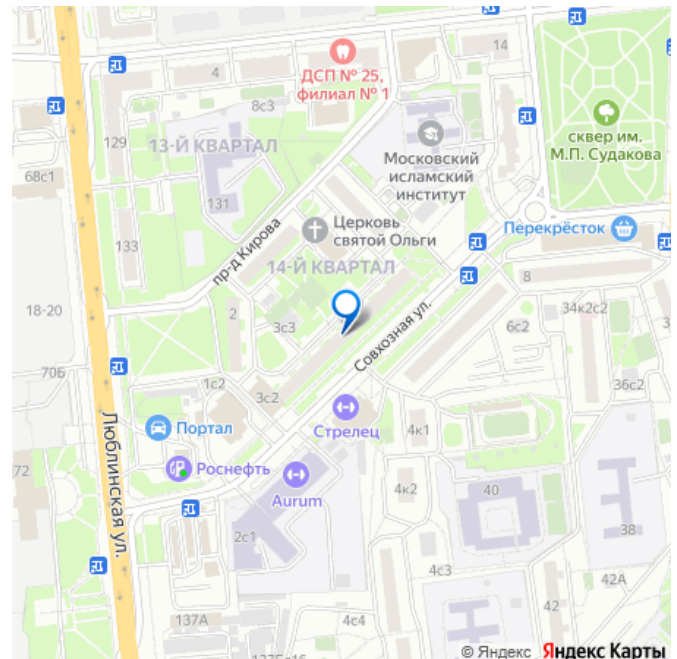 14
4
ДСП № 25,
филиал № 1
8с3
129
13-Й КВАРТАЛ
Московский
исламский
институт
сквер им.
М.П. Судакова
68с1
131
пр-д Кирова
Церковь
святой Ольги
Перекрёсток
133
14-Й КВАРТАЛ
8
18-20
2
3с3
Совхозная ул.
6с2
34к2с2
70Б
1с2
3с2
36с2
Люблинская ул.
Портал
Стрелец
4к1
Роснефть
72
Aurum
4к2
40
2с1
38
4с3
42А
42
137А
4с4
© Яндекс Яндекс Карты